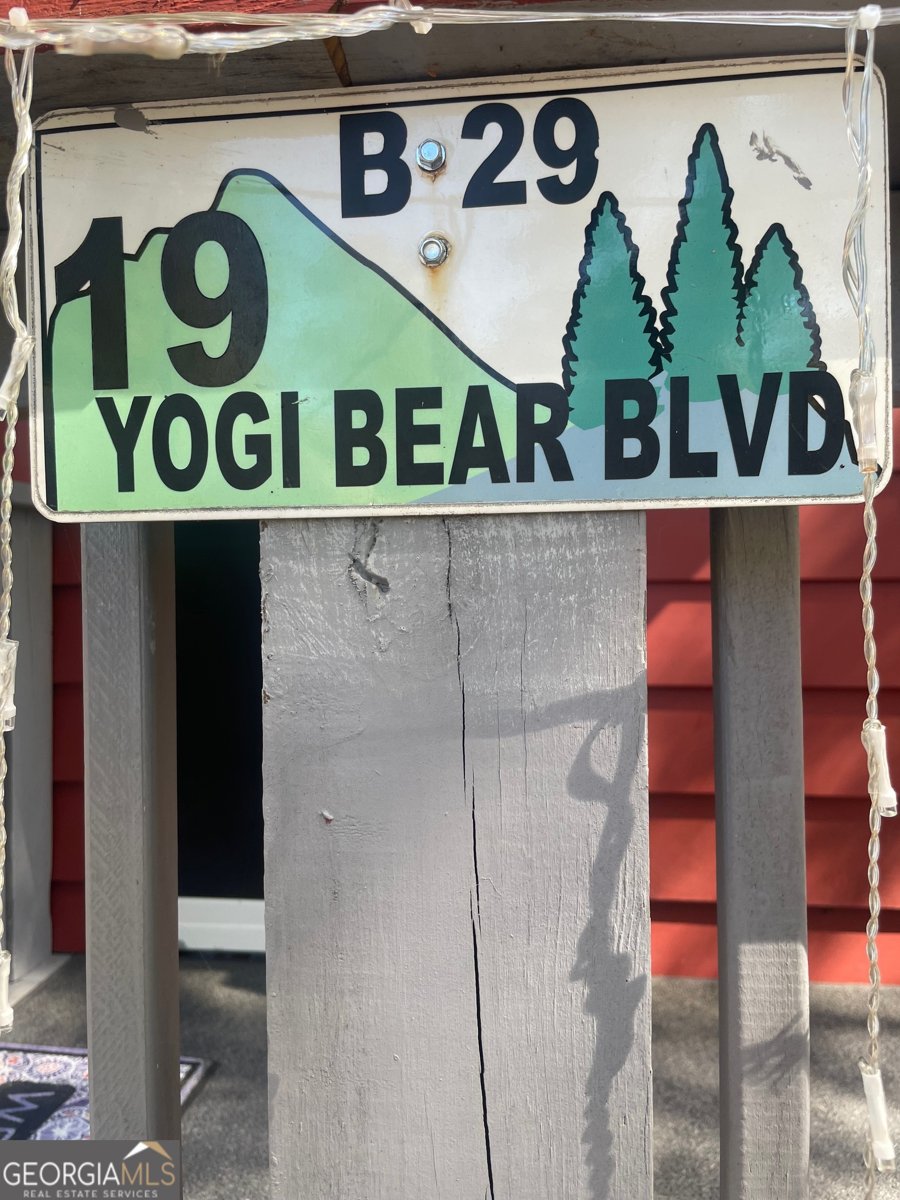 B 29
19
YOGI BEAR BLVD
GEORGIAMLS
REAL ESTATE SERVICES